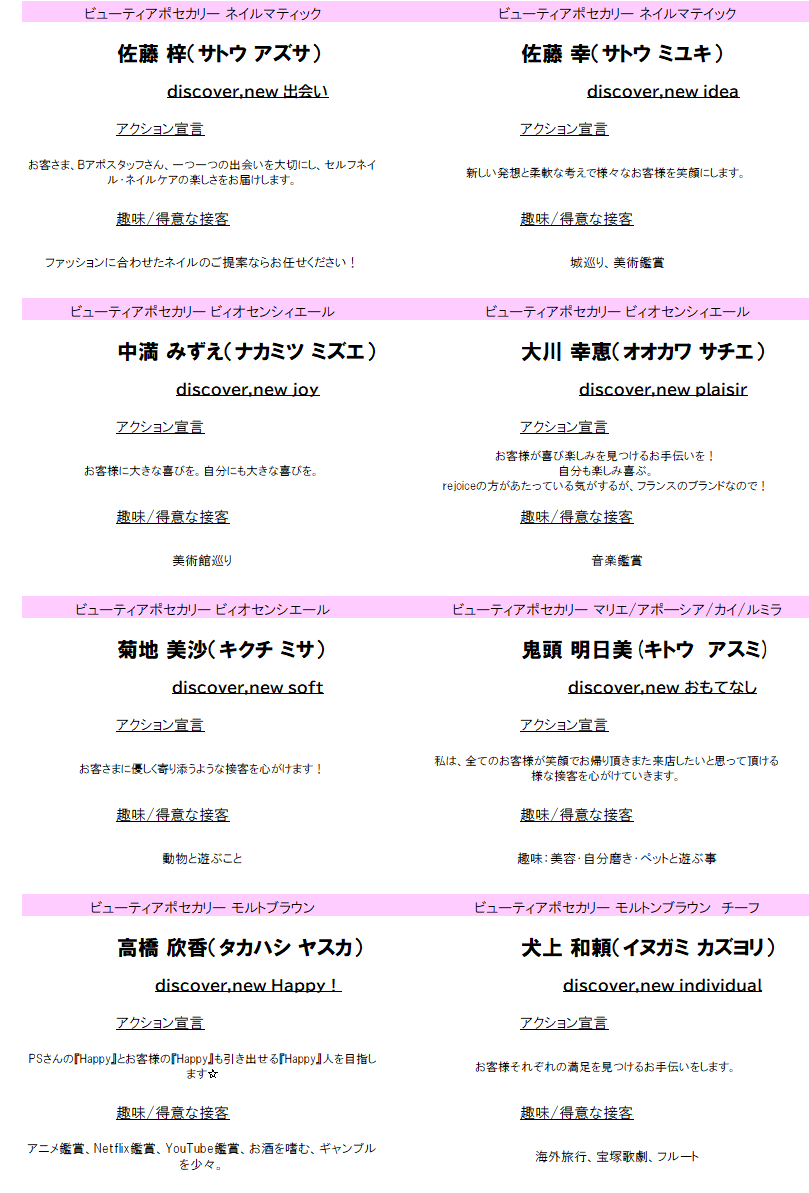 ビューティアポセカリー ネイルマティック
佐藤 梓(サトウ アズサ)
discover,new 出会い
アクション宣言
お客さま、Bアポスタッフさん、一つ一つの出会いを大切にし、セルフネイ
ル・ネイルケアの楽しさをお届けします。
趣味/得意な接客
ファッションに合わせたネイルのご提案ならお任せください！
ビューティアポセカリー ネイルマテイック
佐藤 幸(サトウ ミユキ)
discover,new idea
アクション宣言
新しい発想と柔軟な考えで様々なお客様を笑顔にします。
趣味/得意な接客
城巡り、美術鑑賞
ビューティアポセカリー ビィオセンシィエール
中満 みずえ(ナカミツ ミズエ)
discover,new joy
アクション宣言
お客様に大きな喜びを。自分にも大きな喜びを。
趣味/得意な接客
美術館巡り
ビューティアポセカリー ビィオセンシィエール
大川 幸恵(オオカワ サチエ)
discover,new plaisir
アクション宣言
お客様が喜び楽しみを見つけるお手伝いを！
自分も楽しみ喜ぶ。
rejoiceの方があたっている気がするが、フランスのブランドなので！
趣味/得意な接客
音楽鑑賞
ビューティアポセカリー ビィオセンシエール
菊地 美沙(キクチ ミサ)
discover,new soft
アクション宣言
お客さまに優しく寄り添うような接客を心がけます！
趣味/得意な接客
動物と遊ぶこと
ビューティアポセカリー マリエ/アポーシア/カイ/ルミラ
鬼頭 明日美(キトウ　アスミ)
discover,new おもてなし
アクション宣言
私は、全てのお客様が笑顔でお帰り頂きまた来店したいと思って頂ける
様な接客を心がけていきます。
趣味/得意な接客
趣味：美容・自分磨き・ペットと遊ぶ事
ビューティアポセカリー モルトブラウン
高橋 欣香(タカハシ ヤスカ)
discover,new Happy！
アクション宣言
PSさんの『Happy』とお客様の『Happy』も引き出せる『Happy』人を目指し
ます☆
趣味/得意な接客
アニメ鑑賞、Netflix鑑賞、YouTube鑑賞、お酒を嗜む、ギャンブル
を少々。
ビューティアポセカリー モルトンブラウン　チーフ
犬上 和頼(イヌガミ カズヨリ)
discover,new individual
アクション宣言
お客様それぞれの満足を見つけるお手伝いをします。
趣味/得意な接客
海外旅行、宝塚歌劇、フルート